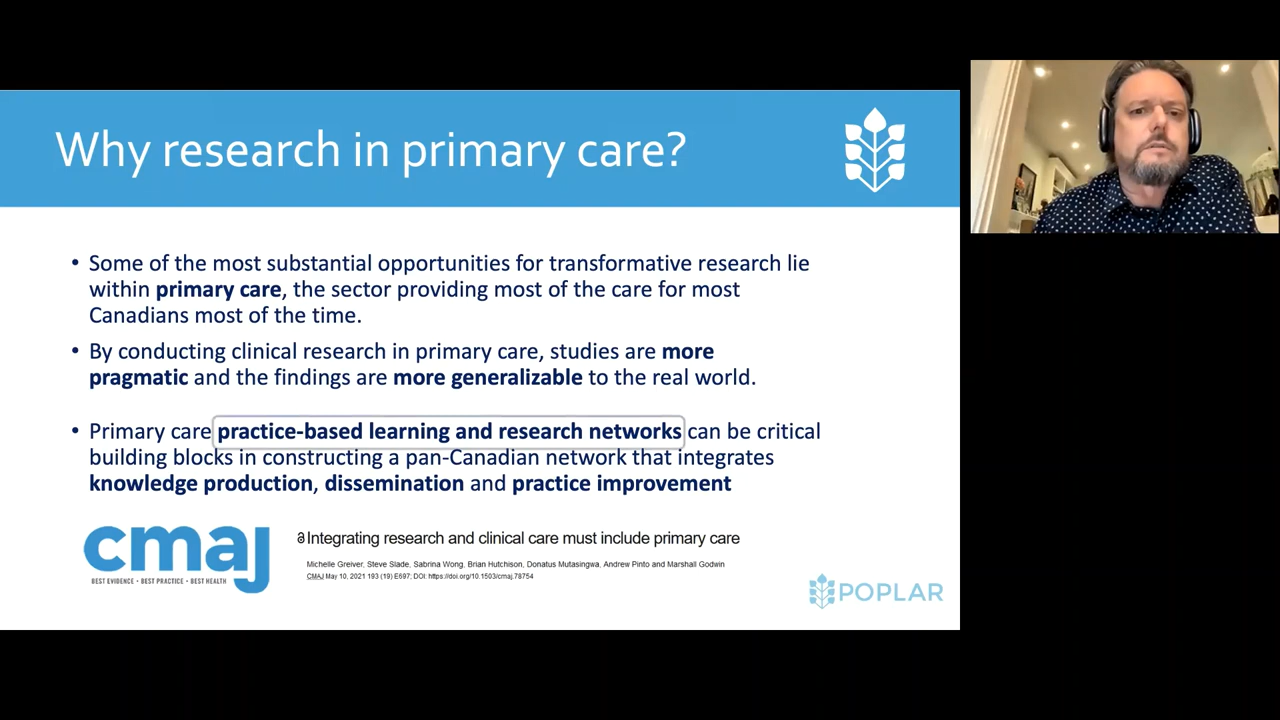 Why research in primary care?
• Some of the most substantial opportunities for transformative research lie
within primary care, the sector providing most of the care for most
Canadians most of the time.
• By conducting clinical research in primary care, studies are more
pragmatic and the findings are more generalizable to the real world.
• Primary care practice-based learning and research networks can be critical
building blocks in constructing a pan-Canadian network that integrates
knowledge production, dissemination and practice improvement
cmaj
BEST EVIDENCE • BEST PRACTICE • BEST HEALTH
Integrating research and clinical care must include primary care
Michelle Greiver, Steve Slade, Sabrina Wong, Brian Hutchison, Donatus Mutasingwa, Andrew Pinto and Marshall Godwin
CMAJ May 10, 2021 193 (19) E697; DOI: https://doi.org/10.1503/cmaj.78754
POPLAR